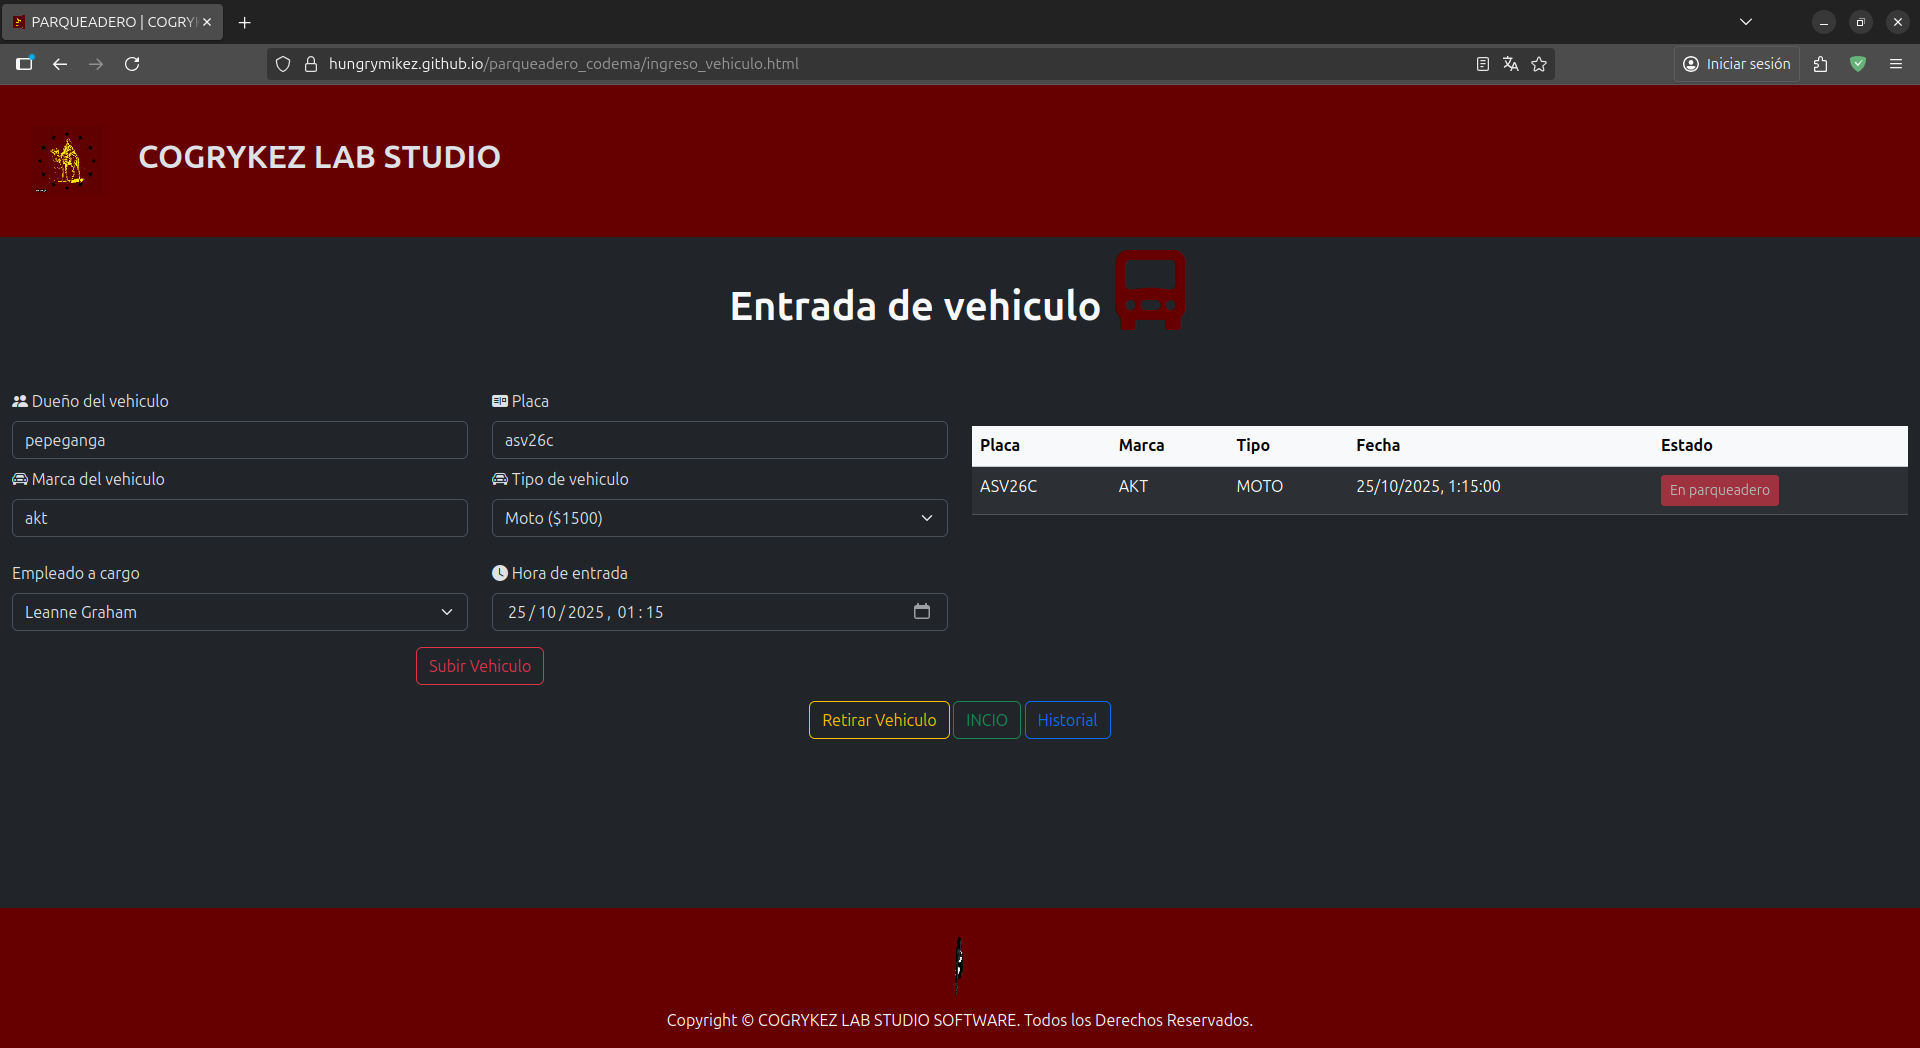 PARQUEADERO | COGRYK
Iniciar sesión
hungrymikez.github.io/parqueadero_codema/ingreso_vehiculo.html
COGRYKEZ LAB STUDIO
Entrada de vehiculo
Dueño del vehiculo
Placa
pepeganga
asv26c
Marca del vehiculo
Tipo de vehiculo
akt
Moto ($1500)
Empleado a cargo
Hora de entrada
Leanne Graham
25/10/2025, 01:15
Subir Vehiculo
Placa Marca Tipo Fecha Estado
ASV26C AKT MOTO 25/10/2025, 1:15:00 En parqueadero
Retirar Vehiculo INCIO Historial
Copyright © COGRYKEZ LAB STUDIO SOFTWARE. Todos los Derechos Reservados.